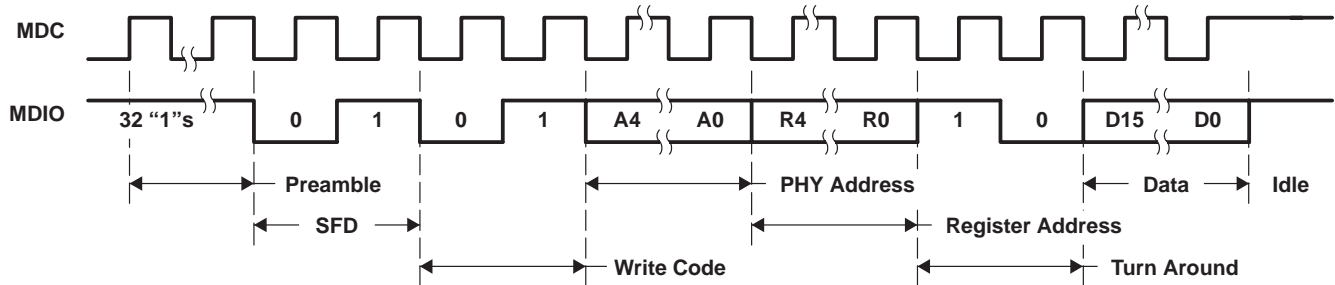 MDC
MDIO
32 “1”s 0 1 0 1 A4 A0 R4 R0 1 0 D15 D0
Preamble PHY Address Data Idle
SFD Register Address
Write Code Turn Around